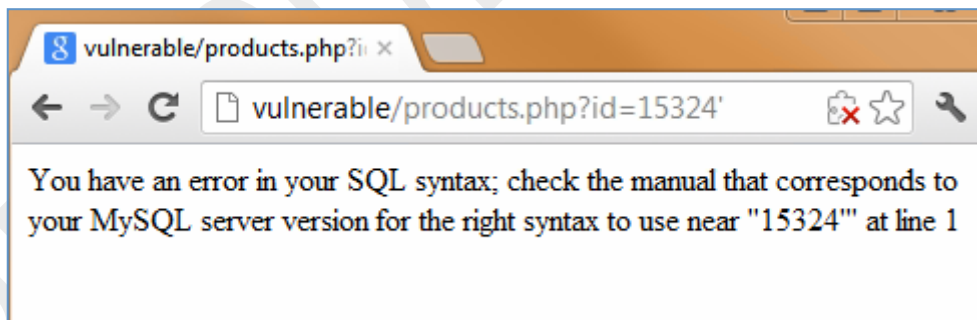 vulnerable/products.php?i
vulnerable/products.php?id=15324'
You have an error in your SQL syntax; check the manual that corresponds to
your MySQL server version for the right syntax to use near "15324'" at line 1